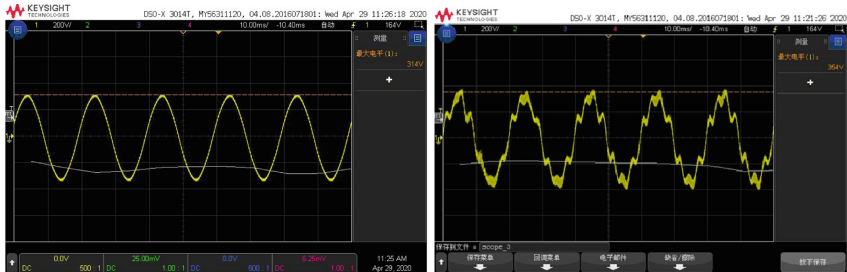 KEYSIGHT
TECHNOLOGIES
DSO-X 3014T, MY56311120, 04.08.2016071801: Wed Apr 29 11:26:18 2020
1 200V/ 2 3 4 10.00ms/ -10.40ms 自动 1 164V
测量
最大电平(1):
314V
+
0.0V 25.00mV 0.0V 6.25mV
DC 500 : 1 DC 1.00 : 1 DC 500 : 1 DC 1.00 : 1
11:25 AM
Apr 29, 2020
KEYSIGHT
TECHNOLOGIES
DSO-X 3014T, MY56311120, 04.08.2016071801: Wed Apr 29 11:21:26 2020
1 200V/ 2 3 4 10.00ms/ -10.40ms 自动 1 164V
测量
最大电平(1):
354V
+
保存到文件 = scope_3
保存菜单 回调菜单 电子邮件 缺省/擦除 按下保存